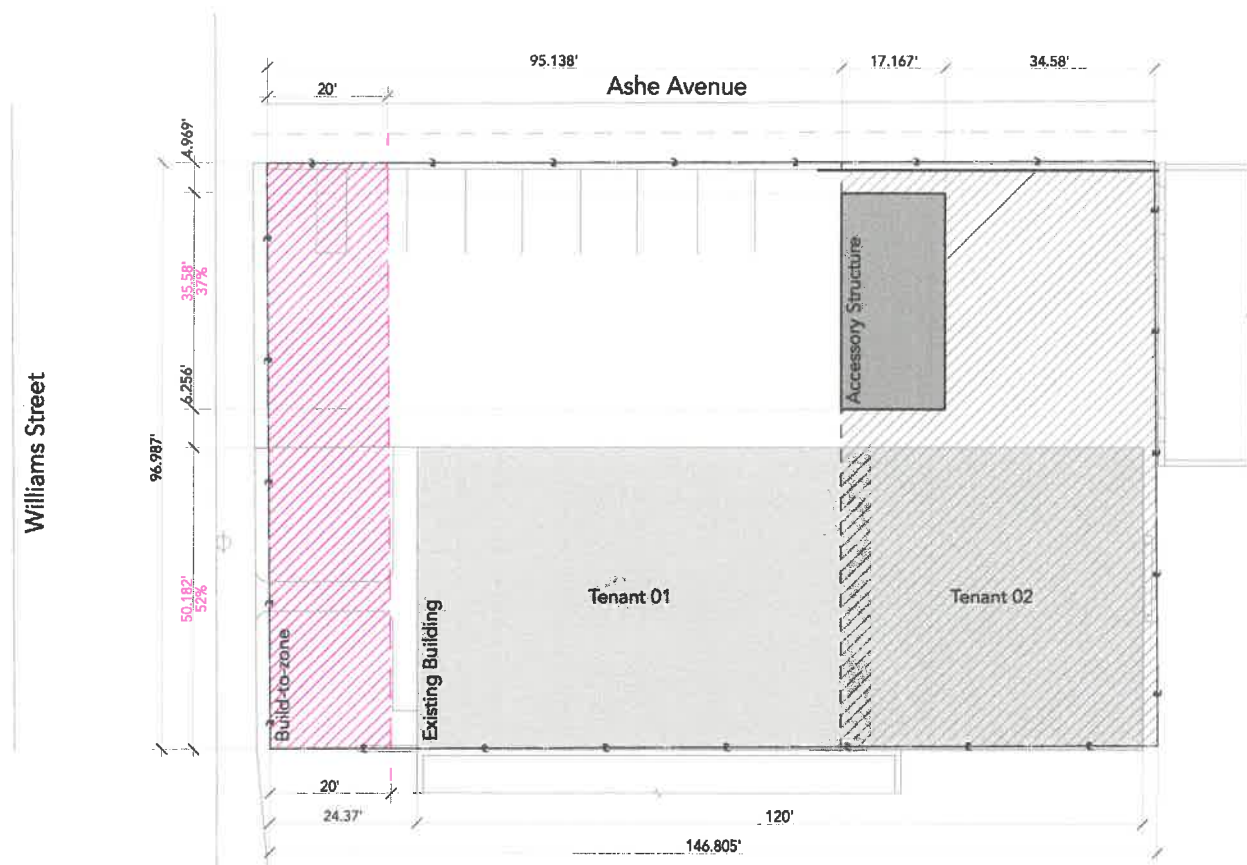 95.138'
17.167'
34.58'
20'
Ashe Avenue
4.969'
35.58'
37%
6.256'
96.987'
50.182'
52%
Williams Street
Accessory Structure
Tenant 01
Tenant 02
Existing Building
Build-to-zone
20'
24.37'
120'
146.805'